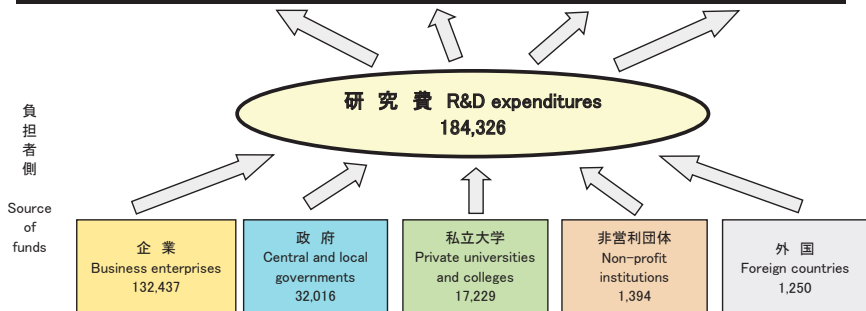 研 究 費 R&D expenditures
184,326
負担者側
Source
of
funds
企 業
Business enterprises
132,437
政 府
Central and local
governments
32,016
私立大学
Private universities
and colleges
17,229
非営利団体
Non-profit
institutions
1,394
外 国
Foreign countries
1,250